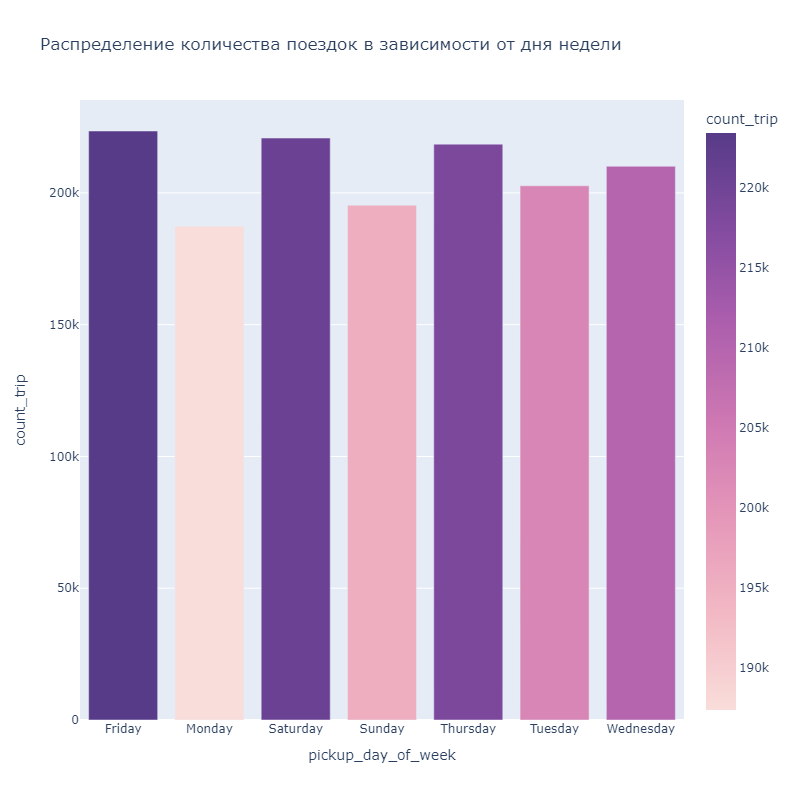 Распределение количества поездок в зависимости от дня недели
count_trip
220k
215k
210k
205k
200k
195k
190k
count_trip
200k
150k
100k
50k
0
Friday Monday Saturday Sunday Thursday Tuesday Wednesday
pickup_day_of_week